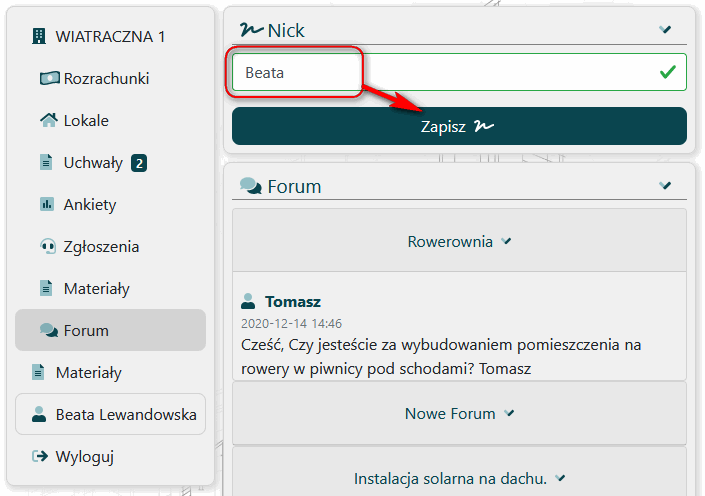 WIATRACZNA 1
Rozrachunki
Lokale
Uchwały 2
Ankiety
Zgłoszenia
Materiały
Forum
Materiały
Beata Lewandowska
Wyloguj
Nick
Beata
Zapisz
Forum
Rowerownia
Tomasz
2020-12-14 14:46
Cześć, Czy jesteście za wybudowaniem pomieszczenia na
rowery w piwnicy pod schodami? Tomasz
Nowe Forum
Instalacja solarna na dachu.